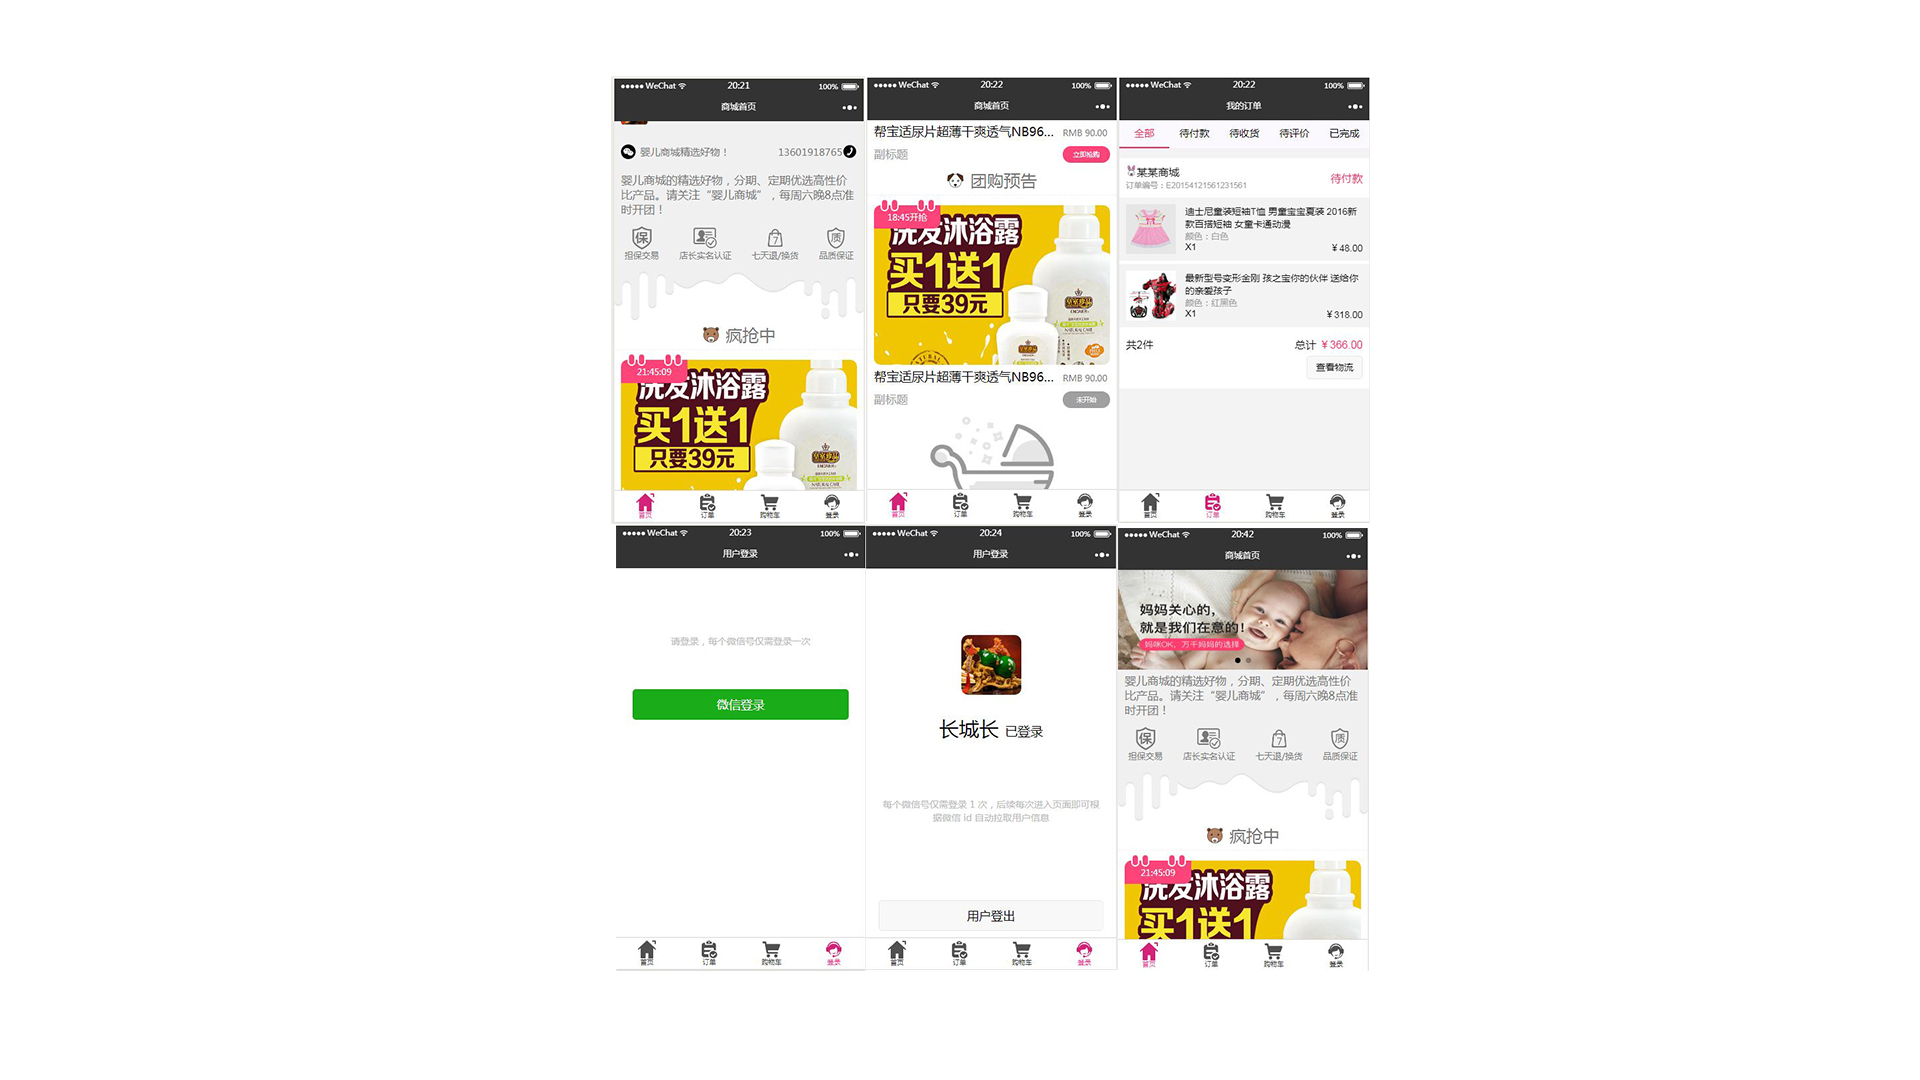 WeChat 20:21 100%
商城首页
婴儿商城精选好物！ 13601918765
婴儿商城的精选好物，分期、定期优选高性价
比产品。请关注“婴儿商城”，每周六晚8点准
时开团！
保 7 质
担保交易 店长实名认证 七天退/换货 品质保证
疯抢中
21:45:09
洗发沐浴露
买1送1
只要39元
首页 订单 购物车 登录
WeChat 20:22 100%
商城首页
帮宝适尿片超薄干爽透气NB96... RMB 90.00
副标题 立即抢购
团购预告
18:45开抢
洗发沐浴露
买1送1
只要39元
帮宝适尿片超薄干爽透气NB96... RMB 90.00
副标题 未开始
首页 订单 购物车 登录
WeChat 20:22 100%
我的订单
全部 待付款 待收货 待评价 已完成
某某商城 待付款
订单编号：E20154121561231561
迪士尼童装短袖T恤 男童宝宝夏装 2016新
款百搭短袖 女童卡通动漫
颜色：白色
X1 ¥ 48.00
最新型号变形金刚 孩之宝你的伙伴 送给你
的亲爱孩子
颜色：红黑色
X1 ¥ 318.00
共2件 总计 ¥ 366.00
查看物流
首页 订单 购物车 登录
WeChat 20:23 100%
用户登录
请登录，每个微信号仅需登录一次
微信登录
首页 订单 购物车 登录
WeChat 20:24 100%
用户登录
长城长 已登录
每个微信号仅需登录 1 次，后续每次进入页面即可根
据微信 id 自动拉取用户信息
用户登出
首页 订单 购物车 登录
WeChat 20:42 100%
商城首页
妈妈关心的，
就是我们在意的！
妈咪OK，万千妈妈的选择
婴儿商城的精选好物，分期、定期优选高性价
比产品。请关注“婴儿商城”，每周六晚8点准
时开团！
保 7 质
担保交易 店长实名认证 七天退/换货 品质保证
疯抢中
21:45:09
洗发沐浴露
买1送1
首页 订单 购物车 登录